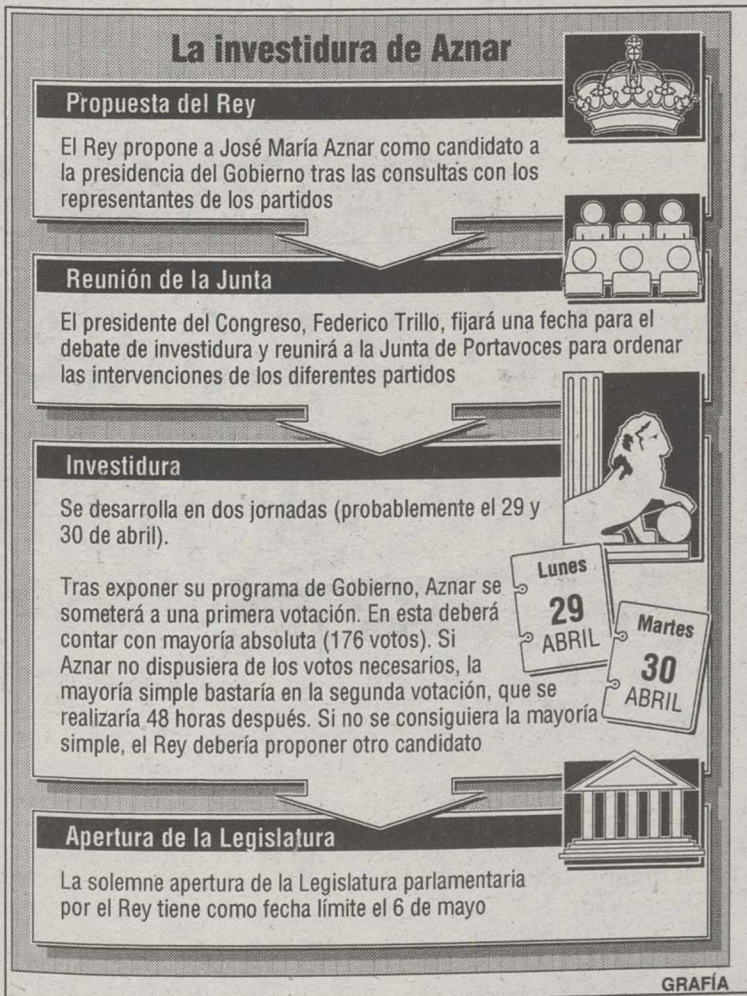 La investidura de Aznar
Propuesta del Rey
El Rey propone a José María Aznar como candidato a
la presidencia del Gobierno tras las consultas con los
representantes de los partidos
Reunión de la Junta
El presidente del Congreso, Federico Trillo, fijará una fecha para el
debate de investidura y reunirá a la Junta de Portavoces para ordenar
las intervenciones de los diferentes partidos
Investidura
Se desarrolla en dos jornadas (probablemente el 29 y
30 de abril).
Tras exponer su programa de Gobierno, Aznar se
someterá a una primera votación. En esta deberá
contar con mayoría absoluta (176 votos). Si
Aznar no dispusiera de los votos necesarios, la
mayoría simple bastaría en la segunda votación, que se
realizaría 48 horas después. Si no se consiguiera la mayoría
simple, el Rey debería proponer otro candidato
Lunes
29
ABRIL
Martes
30
ABRIL
Apertura de la Legislatura
La solemne apertura de la Legislatura parlamentaria
por el Rey tiene como fecha límite el 6 de mayo
GRAFÍA